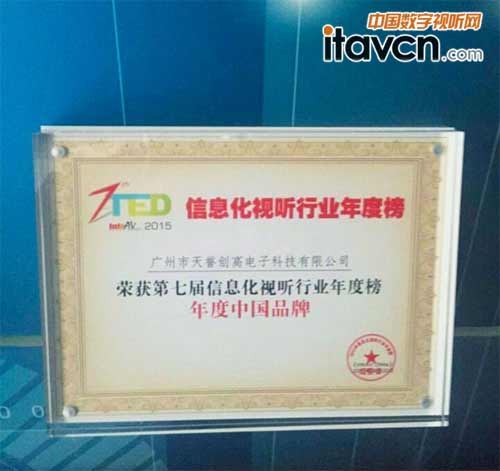 中国数字视听网
itavcn.com
7th TED 信息化视听行业年度榜
InfoAV 2015
广州市天誉创高电子科技有限公司
荣获第七届信息化视听行业年度榜
年度中国品牌